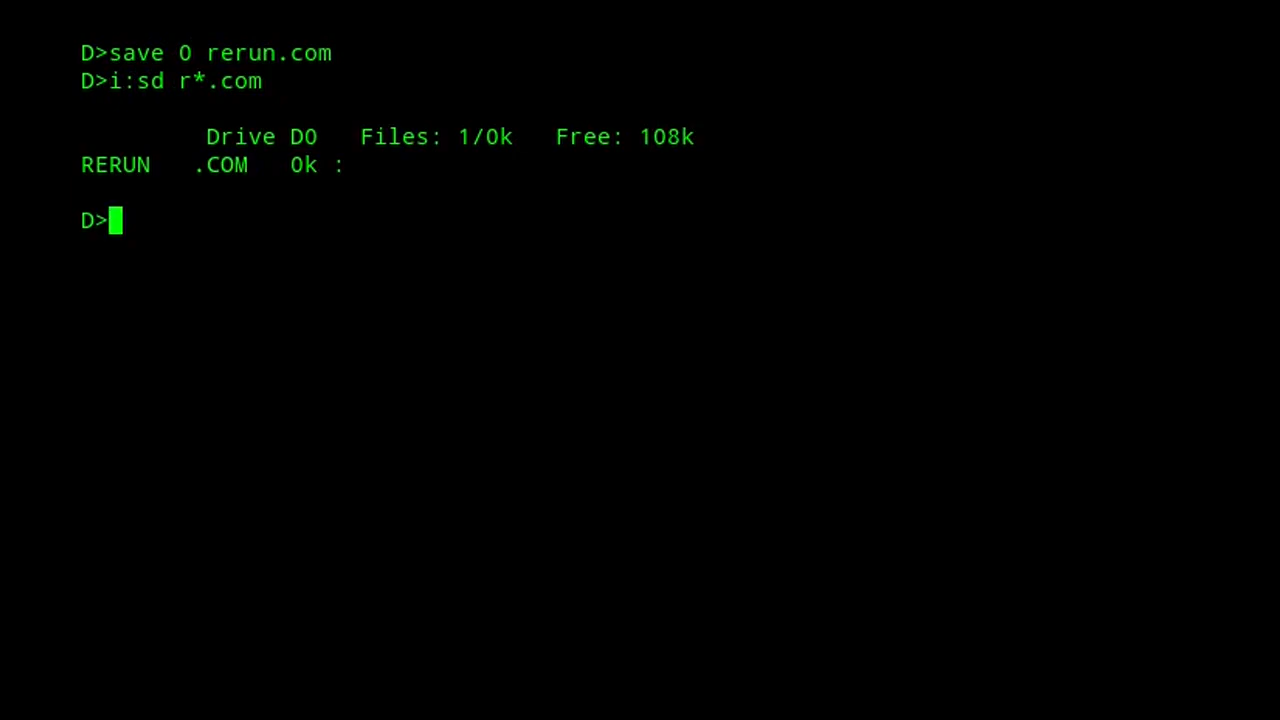 D>save 0 rerun.com
D>i:sd r*.com
Drive D0   Files: 1/0k   Free: 108k
RERUN   .COM   0k :
D>